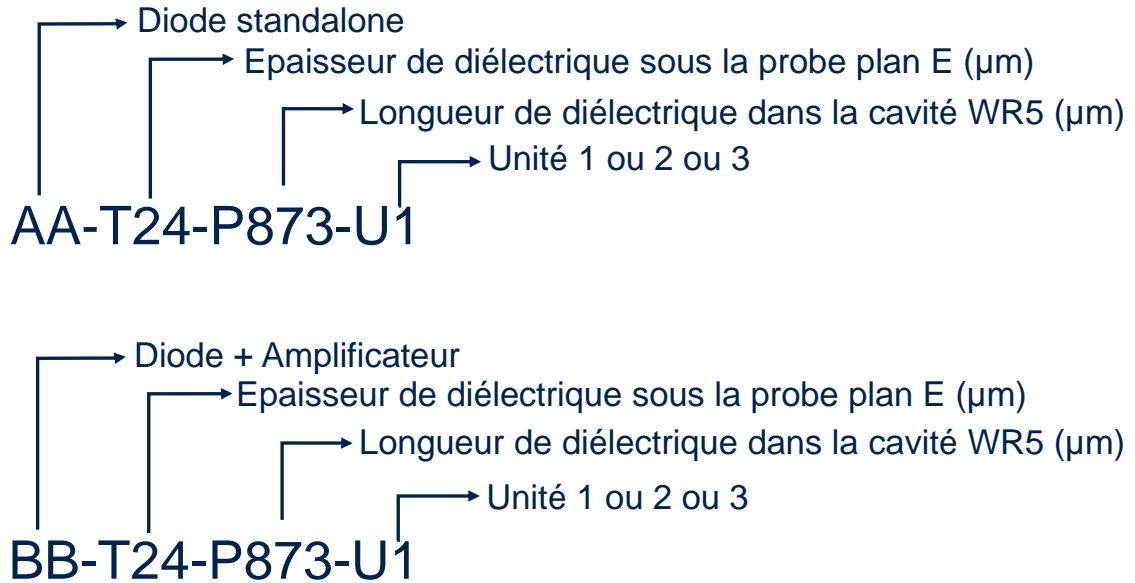 Diode standalone
Epaisseur de diélectrique sous la probe plan E (µm)
Longueur de diélectrique dans la cavité WR5 (µm)
Unité 1 ou 2 ou 3
AA-T24-P873-U1
Diode + Amplificateur
Epaisseur de diélectrique sous la probe plan E (µm)
Longueur de diélectrique dans la cavité WR5 (µm)
Unité 1 ou 2 ou 3
BB-T24-P873-U1